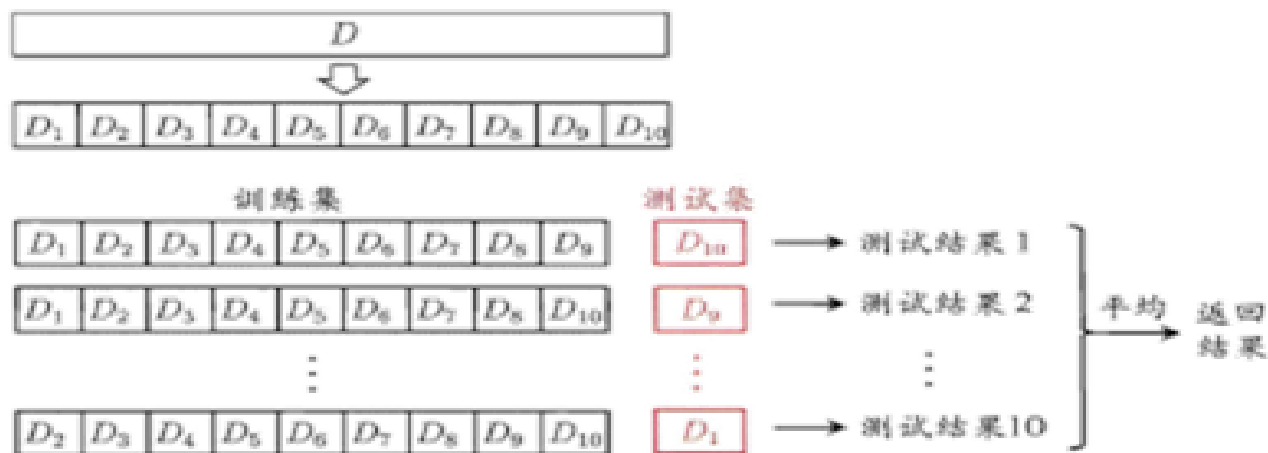 D
D₁ D₂ D₃ D₄ D₅ D₆ D₇ D₈ D₉ D₁₀
训练集 测试集
D₁ D₂ D₃ D₄ D₅ D₆ D₇ D₈ D₉ D₁₀ 测试结果1
D₁ D₂ D₃ D₄ D₅ D₆ D₇ D₈ D₁₀ D₉ 测试结果2
平均 返回
结果
⋮ ⋮ ⋮
D₂ D₃ D₄ D₅ D₆ D₇ D₈ D₉ D₁₀ D₁ 测试结果10